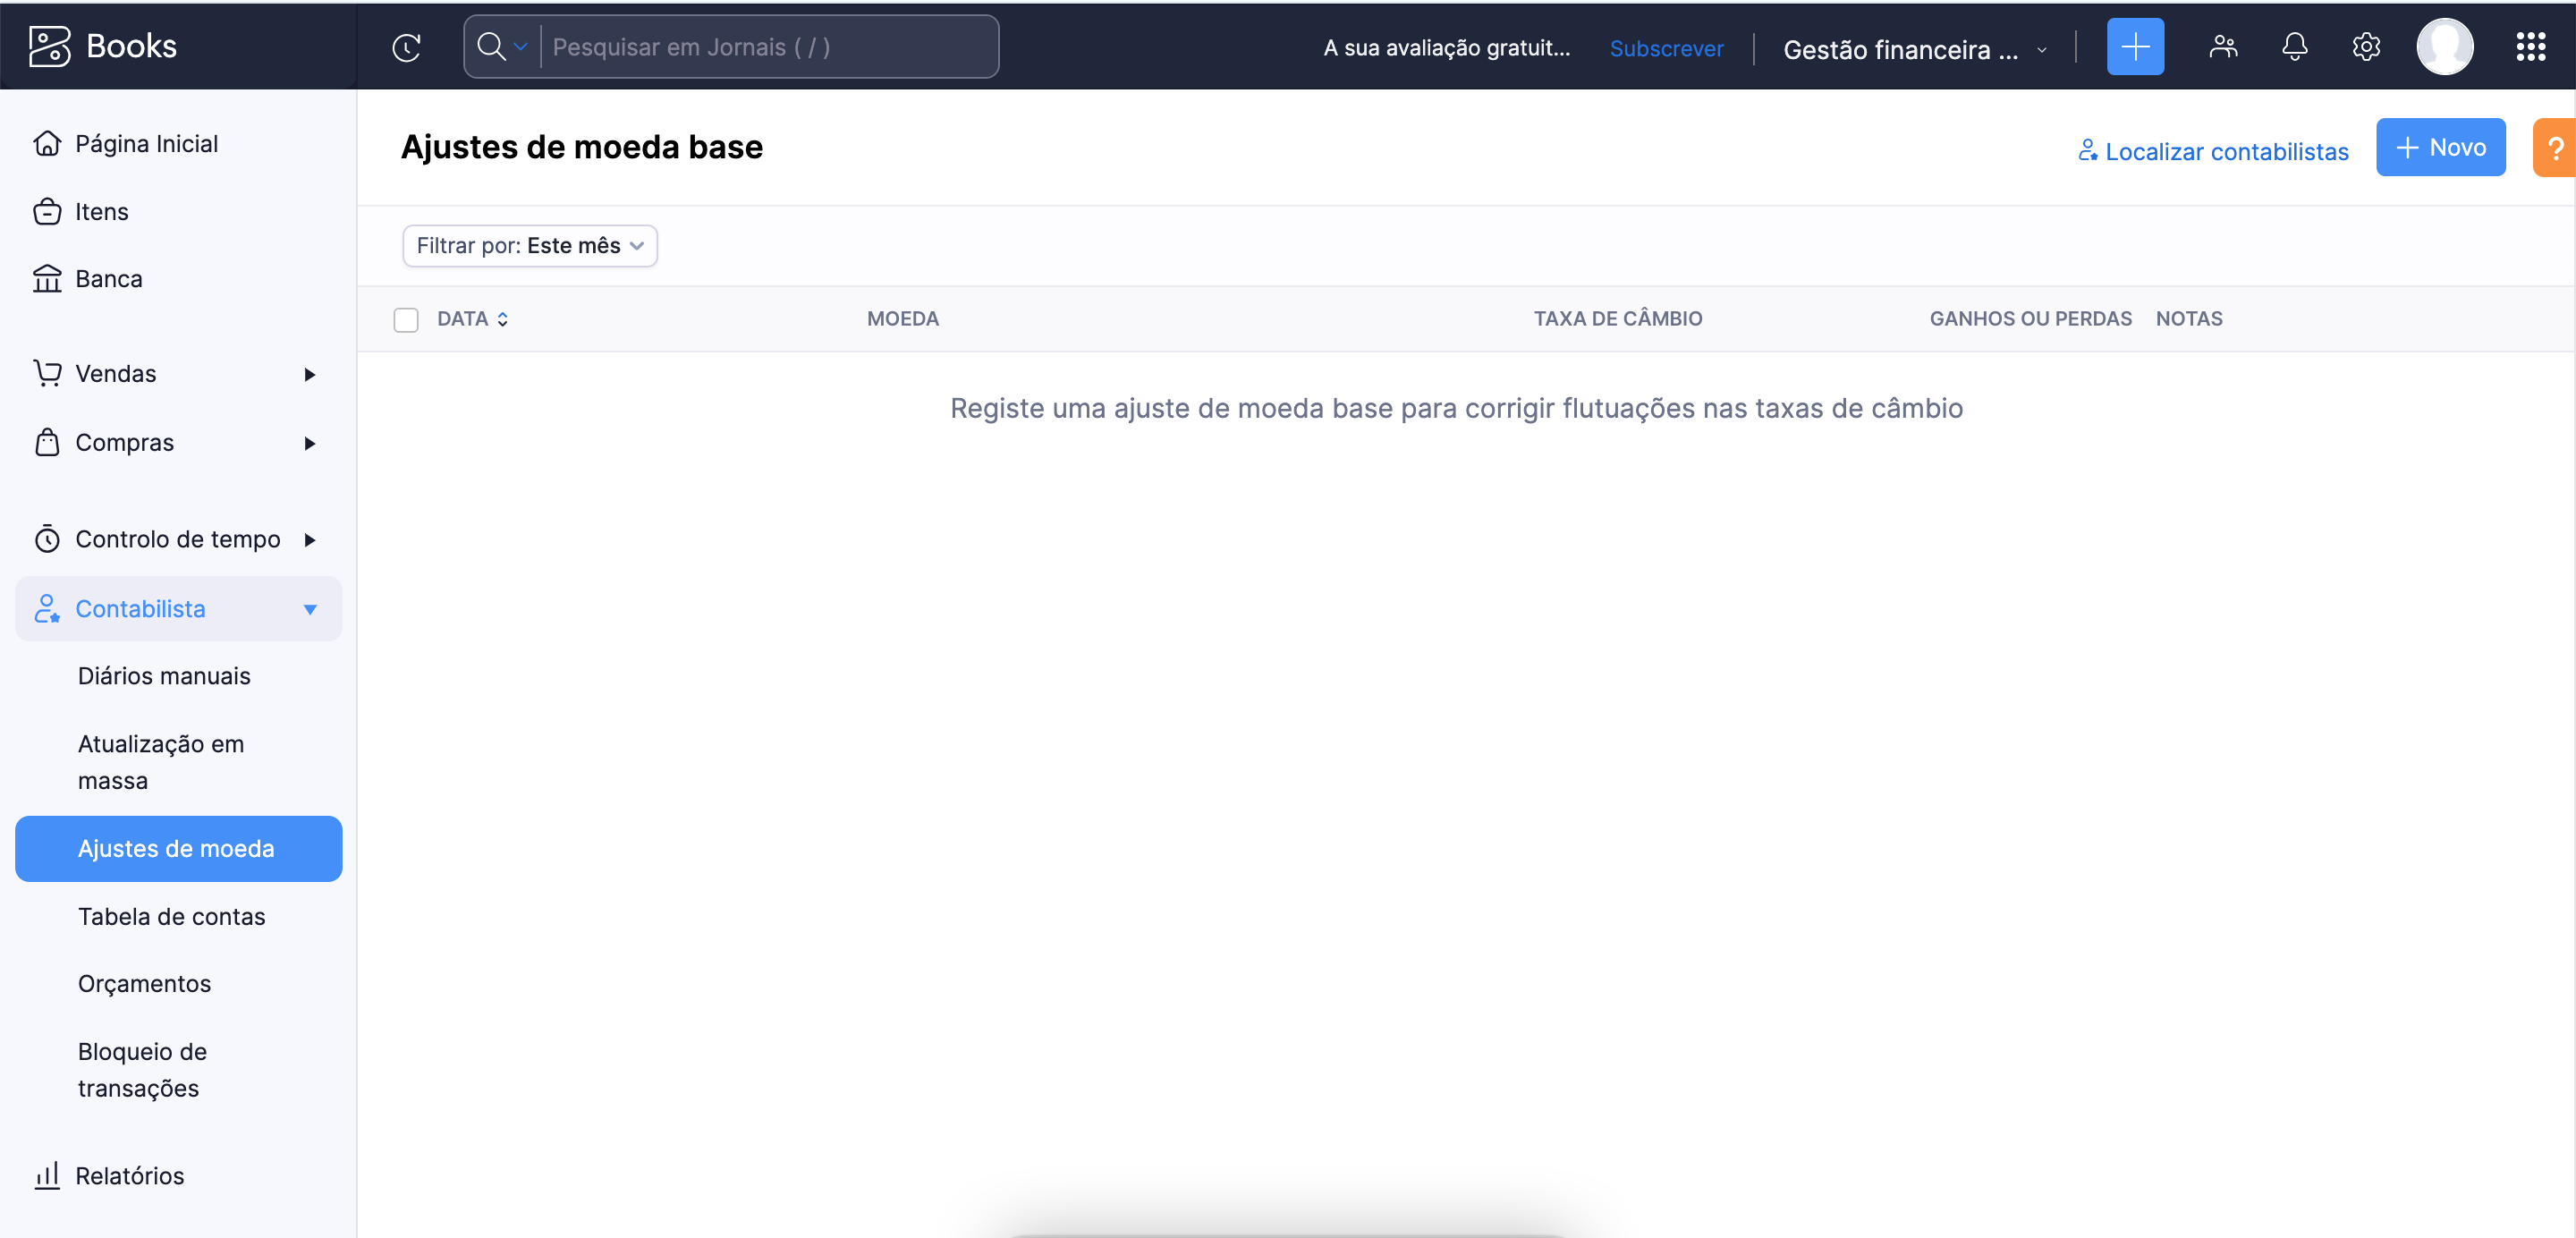 Books
Pesquisar em Jornais ( / )
A sua avaliação gratuit...
Subscrever
Gestão financeira ...
Página Inicial
Itens
Banca
Vendas
Compras
Controlo de tempo
Contabilista
Diários manuais
Atualização em
massa
Ajustes de moeda
Tabela de contas
Orçamentos
Bloqueio de
transações
Relatórios
Ajustes de moeda base
Localizar contabilistas
+ Novo
?
Filtrar por: Este mês
DATA
MOEDA
TAXA DE CÂMBIO
GANHOS OU PERDAS
NOTAS
Registe uma ajuste de moeda base para corrigir flutuações nas taxas de câmbio